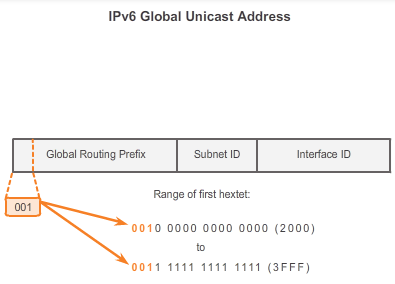 IPv6 Global Unicast Address
Global Routing Prefix Subnet ID Interface ID
001
Range of first hextet:
0010 0000 0000 0000 (2000)
to
0011 1111 1111 1111 (3FFF)